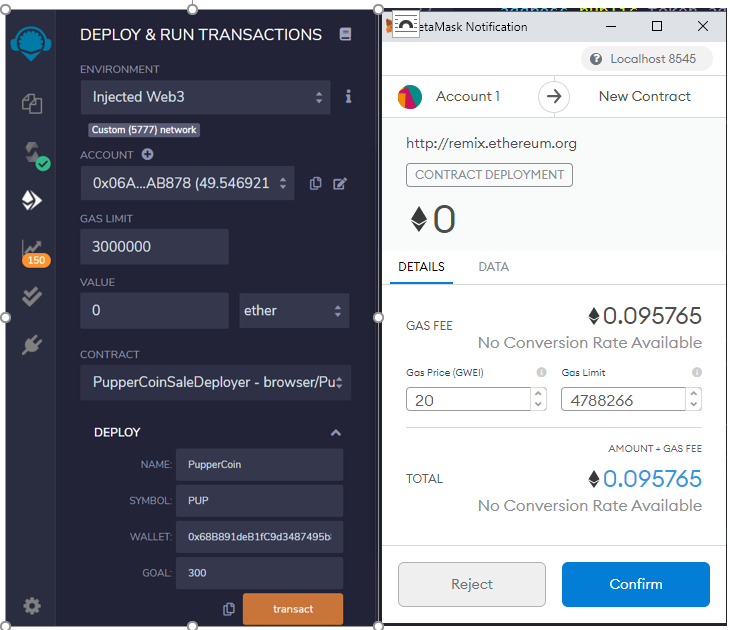 DEPLOY & RUN TRANSACTIONS
ENVIRONMENT
Injected Web3
Custom (5777) network
ACCOUNT
0x06A...AB878 (49.546921
GAS LIMIT
3000000
150
VALUE
0
ether
CONTRACT
PupperCoinSaleDeployer - browser/Pu
DEPLOY
NAME: PupperCoin
SYMBOL: PUP
WALLET: 0x68B891deB1fC9d3487495b
GOAL: 300
transact
etaMask Notification
Localhost 8545
Account 1
New Contract
http://remix.ethereum.org
CONTRACT DEPLOYMENT
0
DETAILS
DATA
GAS FEE
0.095765
No Conversion Rate Available
Gas Price (GWEI)
Gas Limit
20
4788266
AMOUNT + GAS FEE
TOTAL
0.095765
No Conversion Rate Available
Reject
Confirm